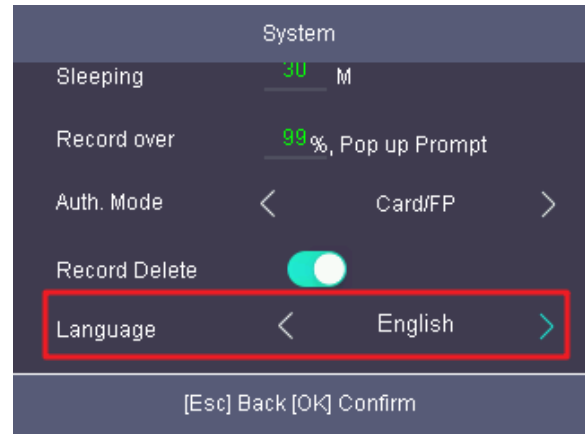 System
Sleeping 30 M
Record over 99 %, Pop up Prompt
Auth. Mode < Card/FP >
Record Delete
Language < English >
[Esc] Back [OK] Confirm